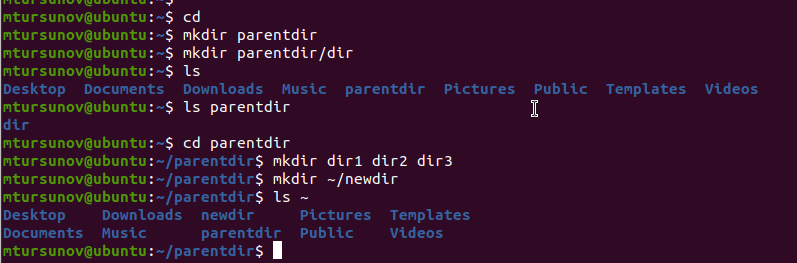 mtursunov@ubuntu:~$
mtursunov@ubuntu:~$ cd
mtursunov@ubuntu:~$ mkdir parentdir
mtursunov@ubuntu:~$ mkdir parentdir/dir
mtursunov@ubuntu:~$ ls
Desktop  Documents  Downloads  Music  parentdir  Pictures  Public  Templates  Videos
mtursunov@ubuntu:~$ ls parentdir
dir
mtursunov@ubuntu:~$ cd parentdir
mtursunov@ubuntu:~/parentdir$ mkdir dir1 dir2 dir3
mtursunov@ubuntu:~/parentdir$ mkdir ~/newdir
mtursunov@ubuntu:~/parentdir$ ls ~
Desktop    Downloads  newdir     Pictures  Templates
Documents  Music      parentdir  Public    Videos
mtursunov@ubuntu:~/parentdir$